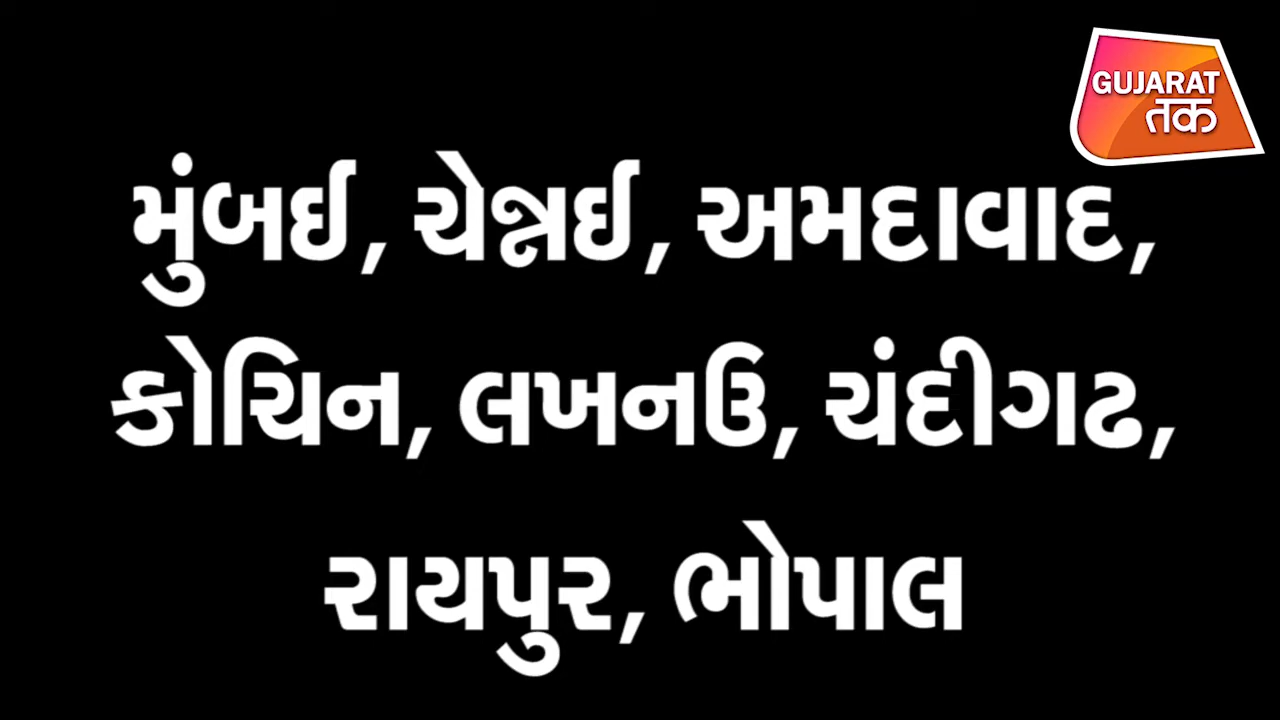 GUJARAT
तक
મુંબઈ, ચેન્નઈ, અમદાવાદ,
કોચિન, લખનઉ, ચંદીગઢ,
રાયપુર, ભોપાલ